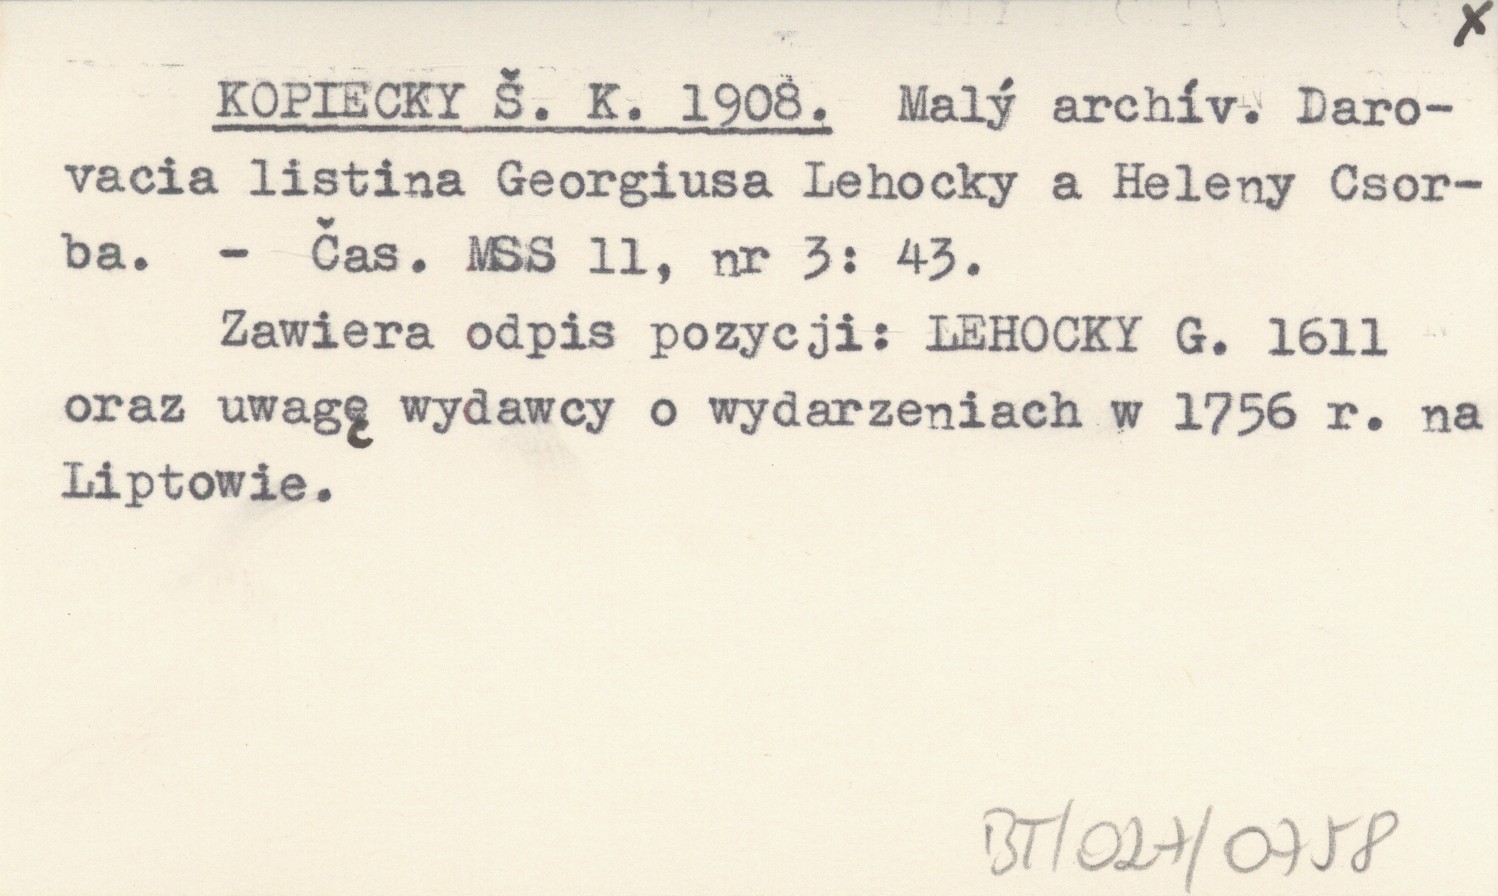 x
KOPIECKY Š. K. 1908. Malý archív. Daro-
vacia listina Georgiusa Lehocky a Heleny Csor-
ba. - Čas. MSS 11, nr 3: 43.
Zawiera odpis pozycji: LEHOCKY G. 1611
oraz uwagę wydawcy o wydarzeniach w 1756 r. na
Liptowie.
BT/027/0758